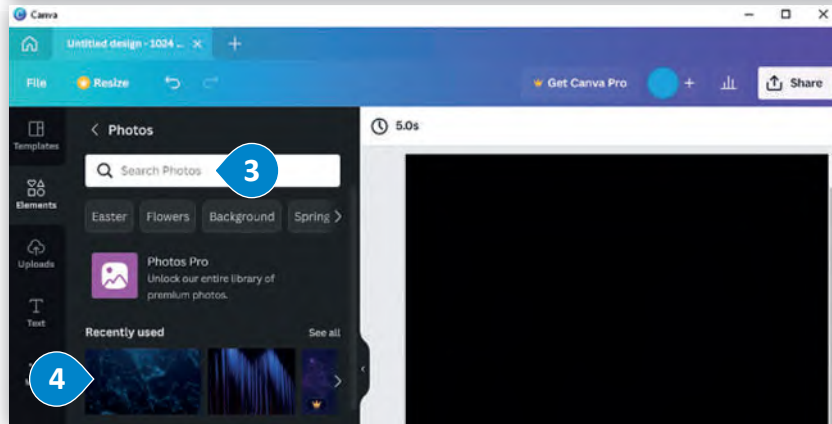 Canva
Untitled design - 1024 ...
File
Resize
Get Canva Pro
Share
Templates
Photos
5.0s
Search Photos
3
Elements
Easter
Flowers
Background
Spring
Uploads
Photos Pro
Unlock our entire library of
premium photos.
Text
Recently used
See all
4